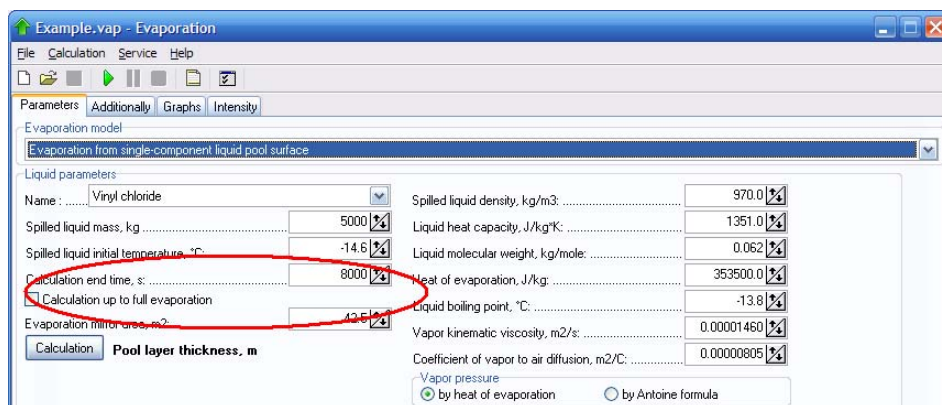 Example.vap - Evaporation
File Calculation Service Help
Parameters Additionally Graphs Intensity
Evaporation model
Evaporation from single-component liquid pool surface
Liquid parameters
Name : ...... Vinyl chloride
Spilled liquid mass, kg ............................................ 5000
Spilled liquid initial temperature, °C: -14.6
Calculation end time, s: ........................................ 8000
Calculation up to full evaporation
Evaporation mirror area, m2: 42.5
Calculation Pool layer thickness, m
Spilled liquid density, kg/m3: ................................... 970.0
Liquid heat capacity, J/kg*K: ................................... 1351.0
Liquid molecular weight, kg/mole: ........................... 0.062
Heat of evaporation, J/kg: ....................................... 353500.0
Liquid boiling point, °C: ........................................... -13.8
Vapor kinematic viscosity, m2/s: ............................. 0.00001460
Coefficient of vapor to air diffusion, m2/C: ................ 0.00000805
Vapor pressure
by heat of evaporation by Antoine formula